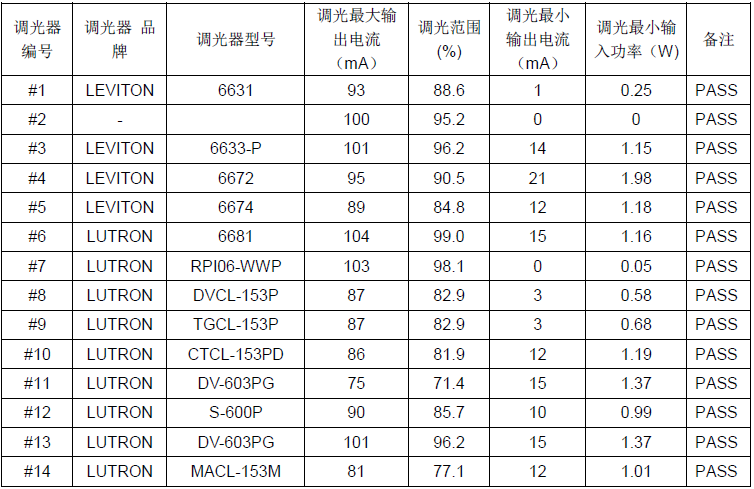 调光器编号 调光器 品牌 调光器型号 调光最大输出电流（mA） 调光范围(%) 调光最小输出电流（mA） 调光最小输入功率（W） 备注
#1 LEVITON 6631 93 88.6 1 0.25 PASS
#2 - 100 95.2 0 0 PASS
#3 LEVITON 6633-P 101 96.2 14 1.15 PASS
#4 LEVITON 6672 95 90.5 21 1.98 PASS
#5 LEVITON 6674 89 84.8 12 1.18 PASS
#6 LUTRON 6681 104 99.0 15 1.16 PASS
#7 LUTRON RPI06-WWP 103 98.1 0 0.05 PASS
#8 LUTRON DVCL-153P 87 82.9 3 0.58 PASS
#9 LUTRON TGCL-153P 87 82.9 3 0.68 PASS
#10 LUTRON CTCL-153PD 86 81.9 12 1.19 PASS
#11 LUTRON DV-603PG 75 71.4 15 1.37 PASS
#12 LUTRON S-600P 90 85.7 10 0.99 PASS
#13 LUTRON DV-603PG 101 96.2 15 1.37 PASS
#14 LUTRON MACL-153M 81 77.1 12 1.01 PASS